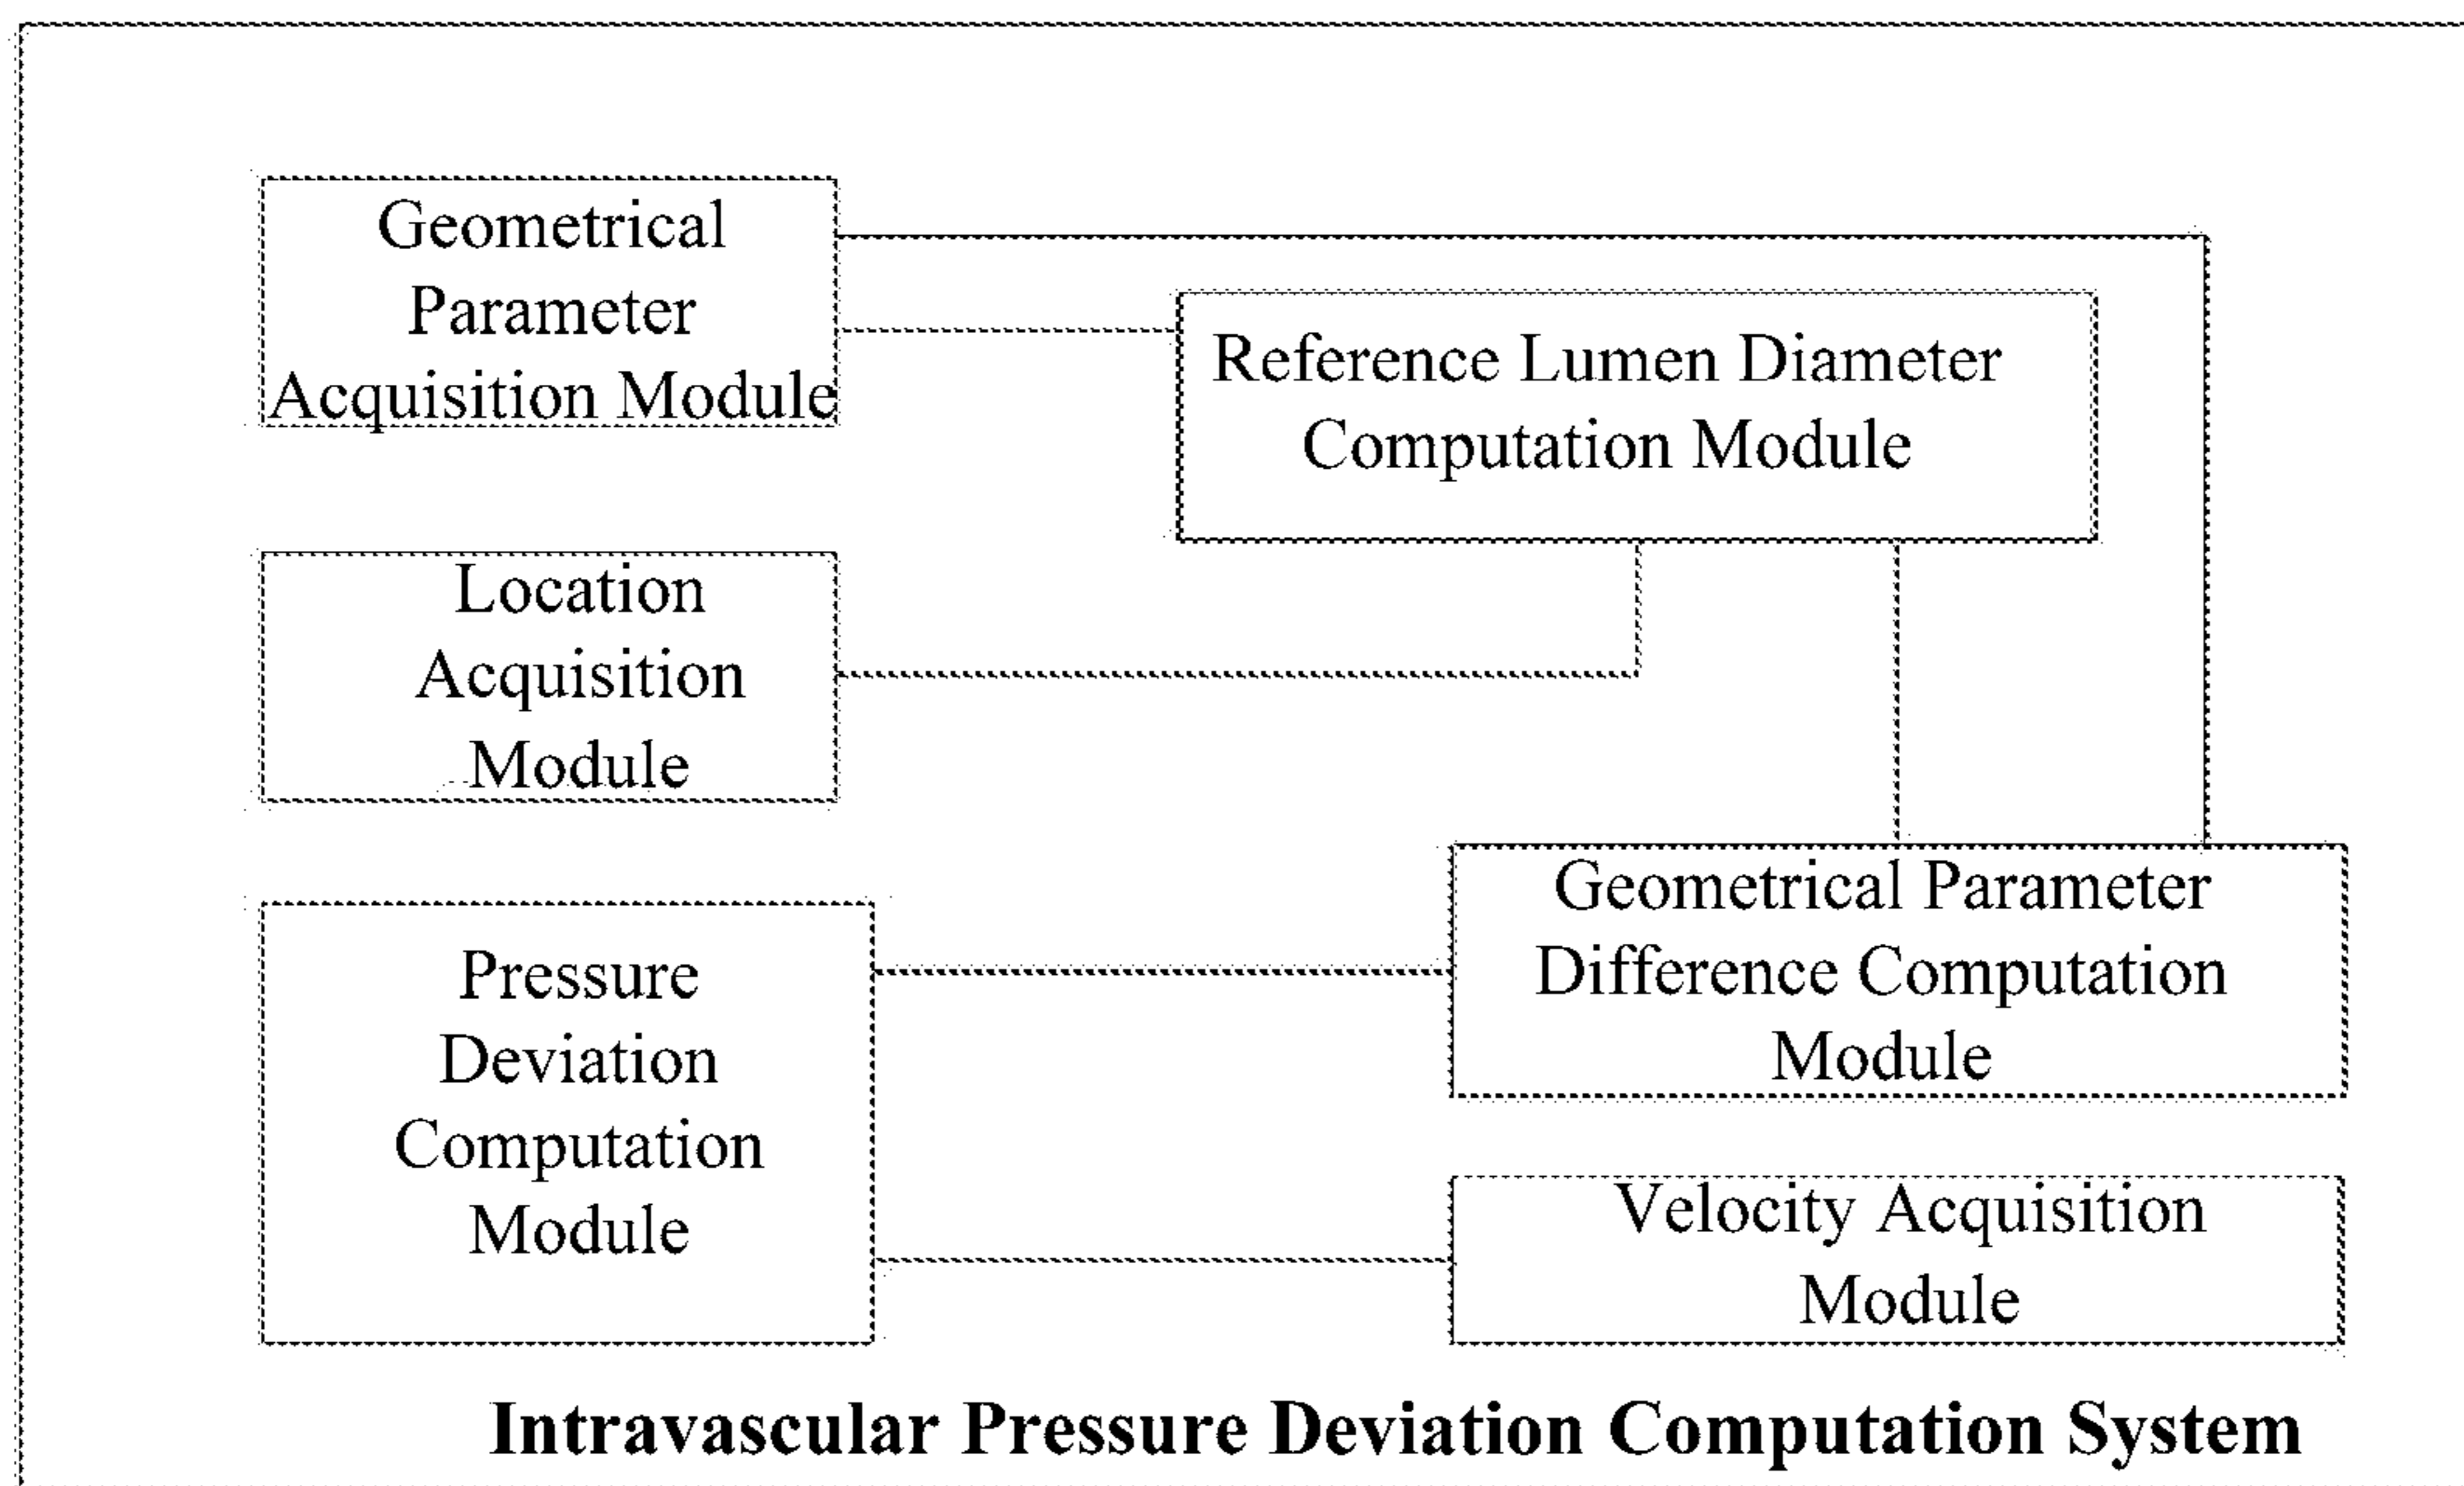 Geometrical
Parameter
Acquisition Module
Reference Lumen Diameter
Computation Module
Location
Acquisition
Module
Pressure
Deviation
Computation
Module
Geometrical Parameter
Difference Computation
Module
Velocity Acquisition
Module
Intravascular Pressure Deviation Computation System